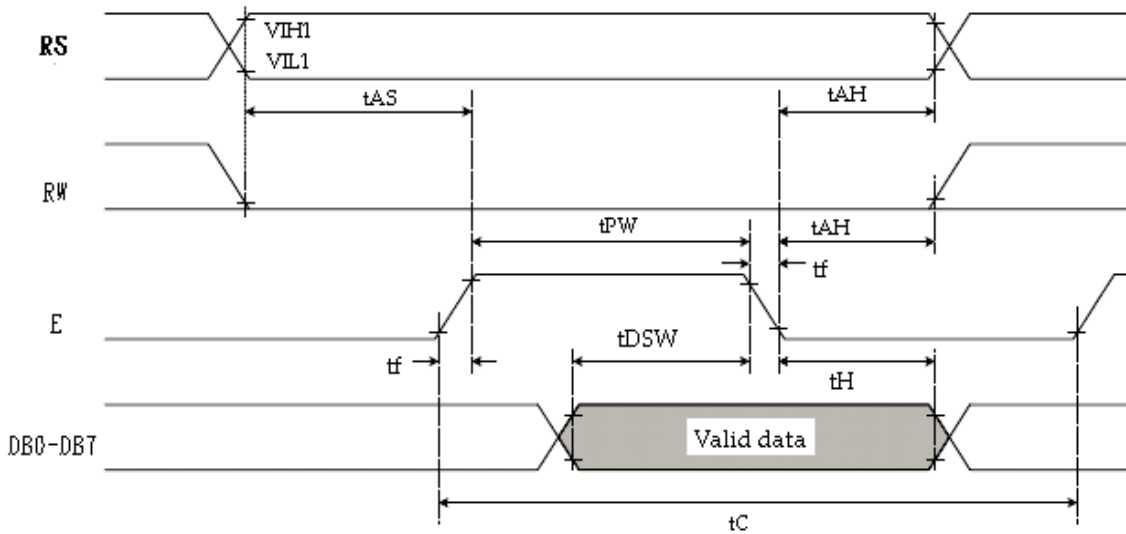 RS
VIH1
VIL1
tAS
tAH
RW
tPW
tAH
tf
E
tDSW
tf
tH
DB0-DB7
Valid data
tC